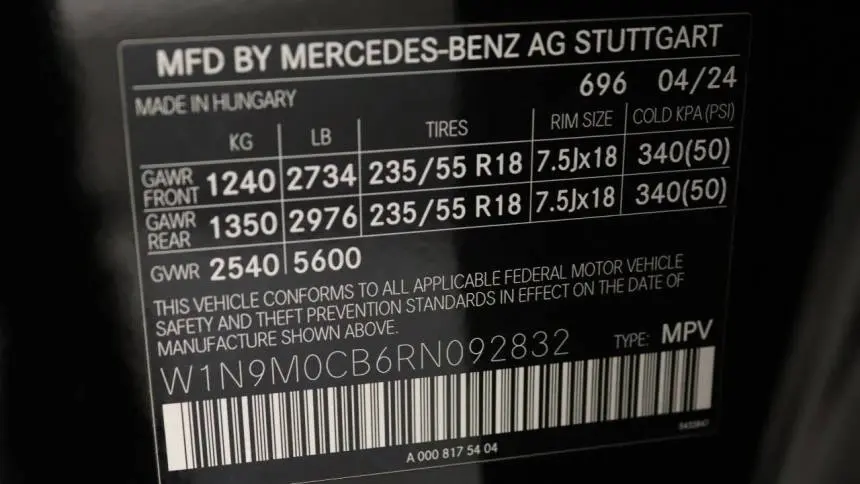 MFD BY MERCEDES-BENZ AG STUTTGART
696 04/24
MADE IN HUNGARY
KG LB TIRES RIM SIZE COLD KPA (PSI)
GAWR FRONT 1240 2734 235/55 R18 7.5Jx18 340(50)
GAWR REAR 1350 2976 235/55 R18 7.5Jx18 340(50)
GVWR 2540 5600
THIS VEHICLE CONFORMS TO ALL APPLICABLE FEDERAL MOTOR VEHICLE
SAFETY AND THEFT PREVENTION STANDARDS IN EFFECT ON THE DATE OF
MANUFACTURE SHOWN ABOVE.
W1N9M0CB6RN092832 TYPE: MPV
A 000 817 54 04